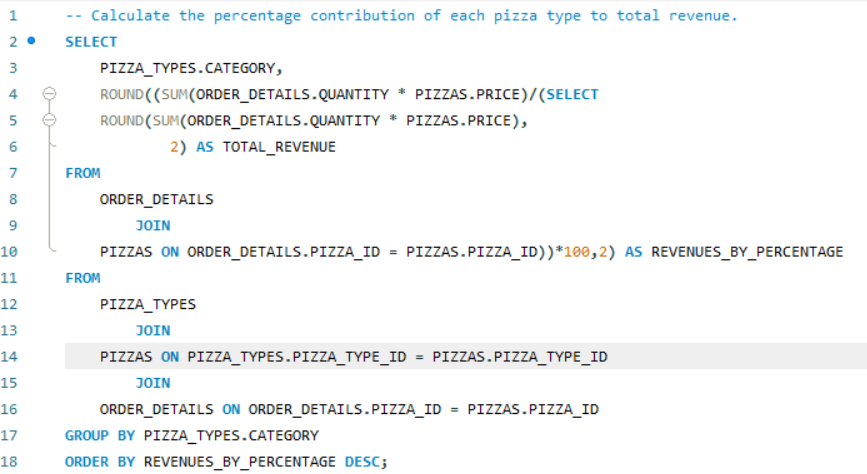 1 -- Calculate the percentage contribution of each pizza type to total revenue.
2 SELECT
3 PIZZA_TYPES.CATEGORY,
4 ROUND((SUM(ORDER_DETAILS.QUANTITY * PIZZAS.PRICE)/(SELECT
5 ROUND(SUM(ORDER_DETAILS.QUANTITY * PIZZAS.PRICE),
6 2) AS TOTAL_REVENUE
7 FROM
8 ORDER_DETAILS
9 JOIN
10 PIZZAS ON ORDER_DETAILS.PIZZA_ID = PIZZAS.PIZZA_ID))*100,2) AS REVENUES_BY_PERCENTAGE
11 FROM
12 PIZZA_TYPES
13 JOIN
14 PIZZAS ON PIZZA_TYPES.PIZZA_TYPE_ID = PIZZAS.PIZZA_TYPE_ID
15 JOIN
16 ORDER_DETAILS ON ORDER_DETAILS.PIZZA_ID = PIZZAS.PIZZA_ID
17 GROUP BY PIZZA_TYPES.CATEGORY
18 ORDER BY REVENUES_BY_PERCENTAGE DESC;